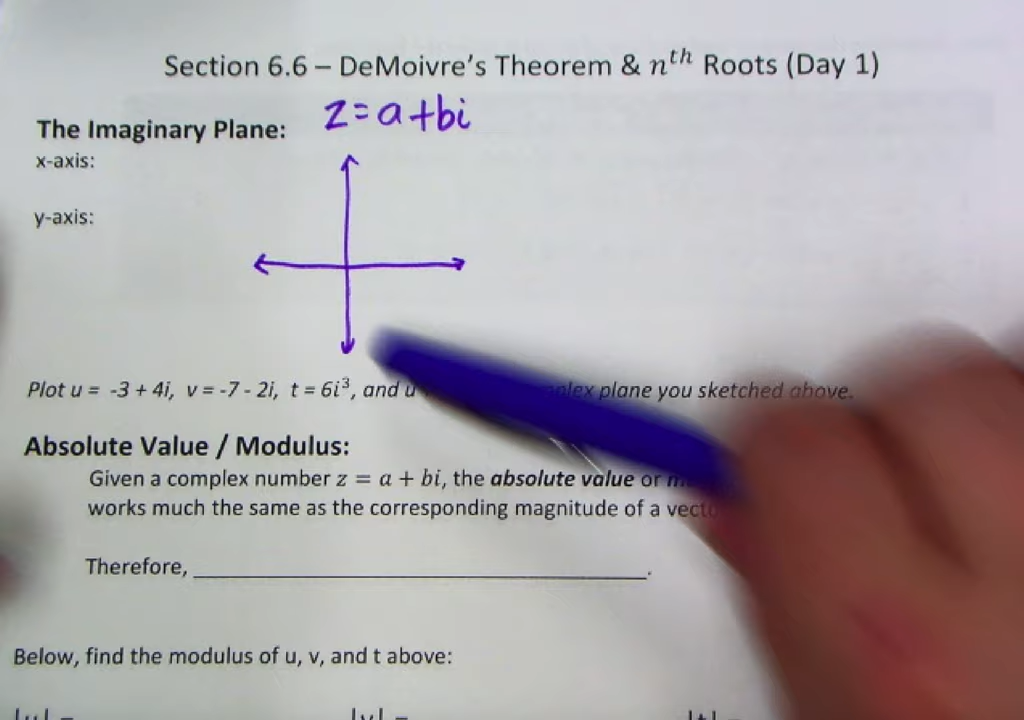 Section 6.6 – DeMoivre's Theorem & nᵗʰ Roots (Day 1)
The Imaginary Plane: z=a+bi
x-axis:
y-axis:
Plot u = -3 + 4i, v = -7 - 2i, t = 6i³, and u plane you sketched above.
Absolute Value / Modulus:
Given a complex number z = a + bi, the absolute value or
works much the same as the corresponding magnitude of a
Therefore, ______________________________.
Below, find the modulus of u, v, and t above:
|u| = |v| = |t|